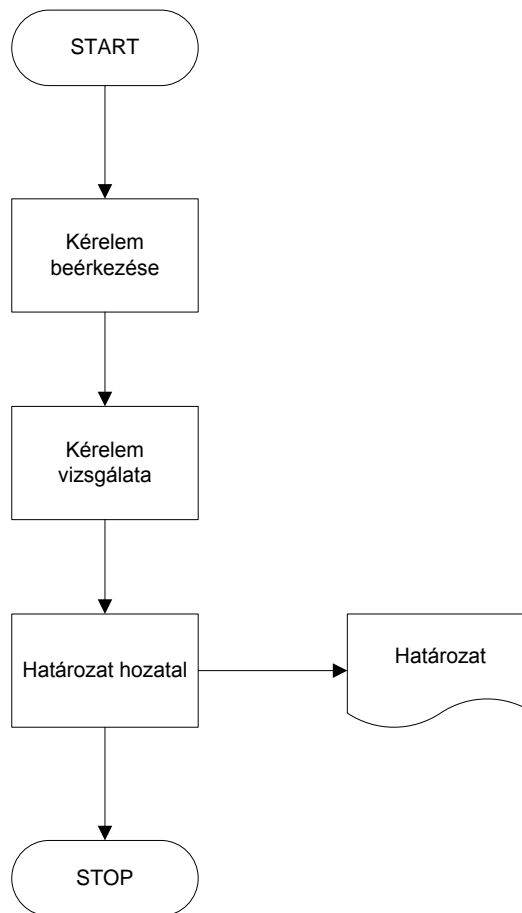 START
Kérelem
beérkezése
Kérelem
vizsgálata
Határozat hozatal
Határozat
STOP